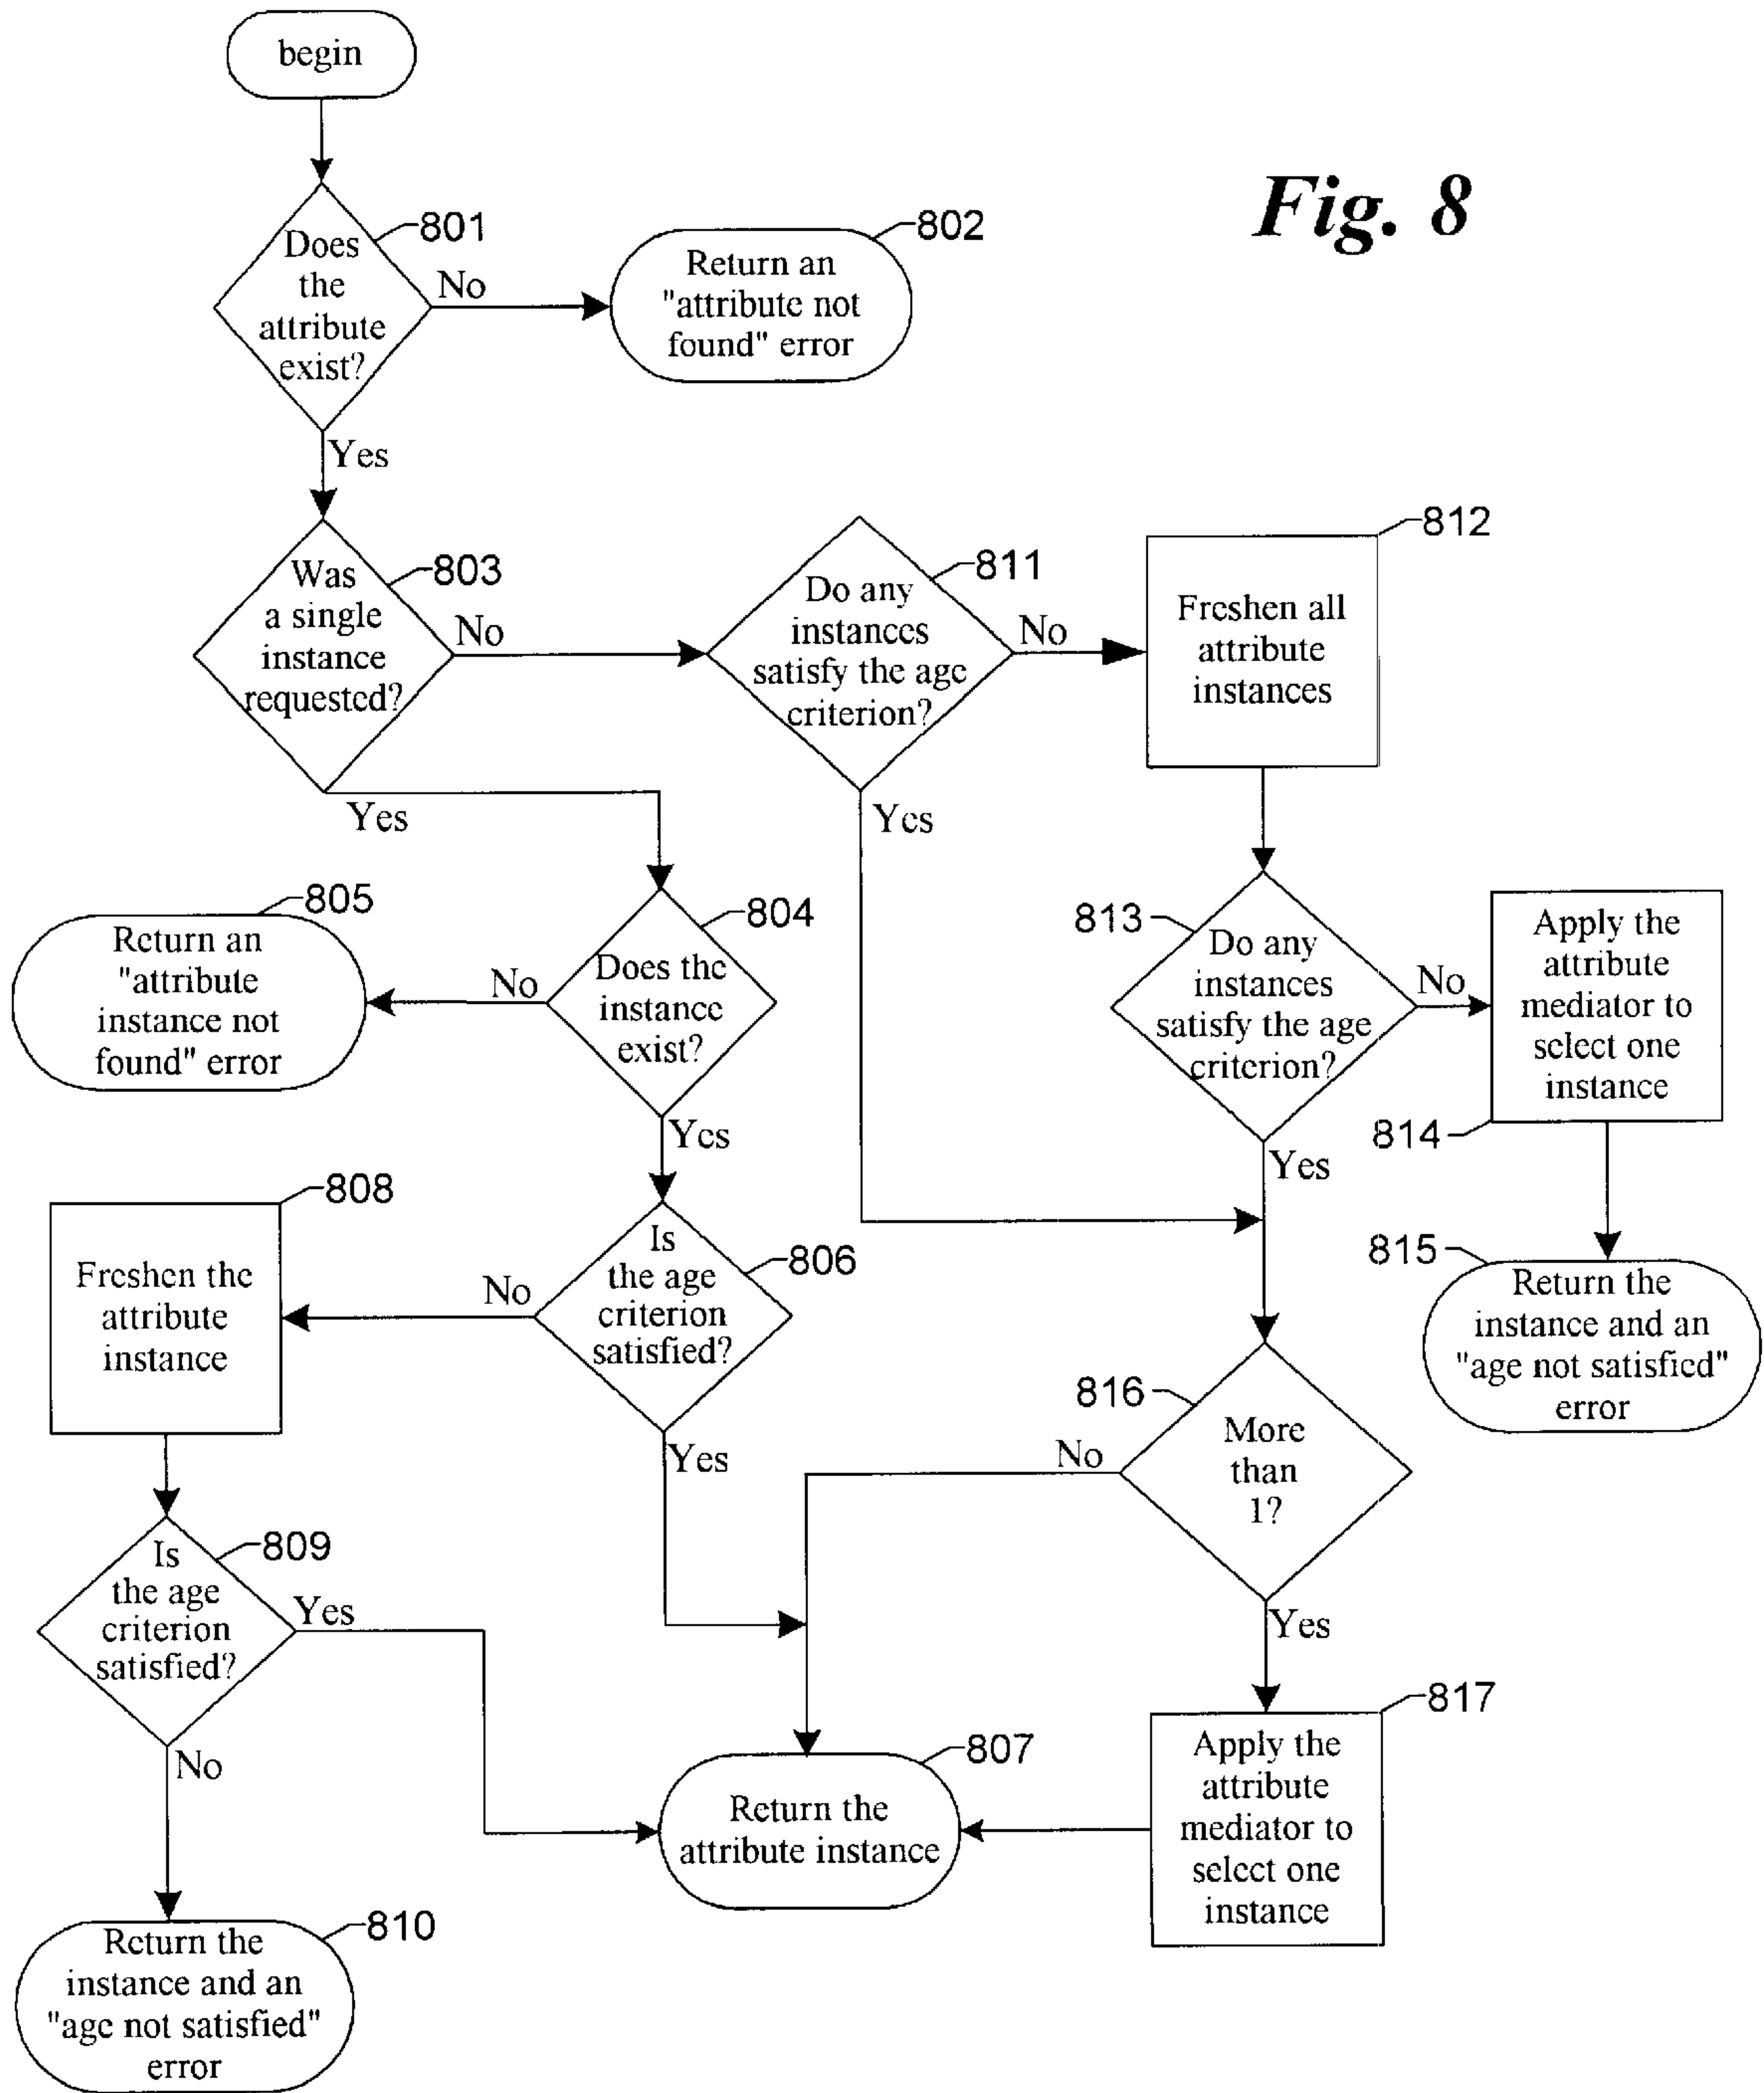 begin
Fig. 8
801
Does
the
attribute
exist?
No
802
Return an
"attribute not
found" error
Yes
803
Was
a single
instance
requested?
No
811
Do any
instances
satisfy the age
criterion?
No
812
Freshen all
attribute
instances
Yes
Yes
805
Return an
"attribute
instance not
found" error
No
804
Does the
instance
exist?
Yes
813
Do any
instances
satisfy the age
criterion?
No
Apply the
attribute
mediator to
select one
instance
814
Yes
808
Freshen the
attribute
instance
No
806
Is
the age
criterion
satisfied?
Yes
815
Return the
instance and an
"age not satisfied"
error
816
More
than
1?
No
Yes
809
Is
the age
criterion
satisfied?
Yes
No
807
Return the
attribute instance
817
Apply the
attribute
mediator to
select one
instance
810
Return the
instance and an
"age not satisfied"
error